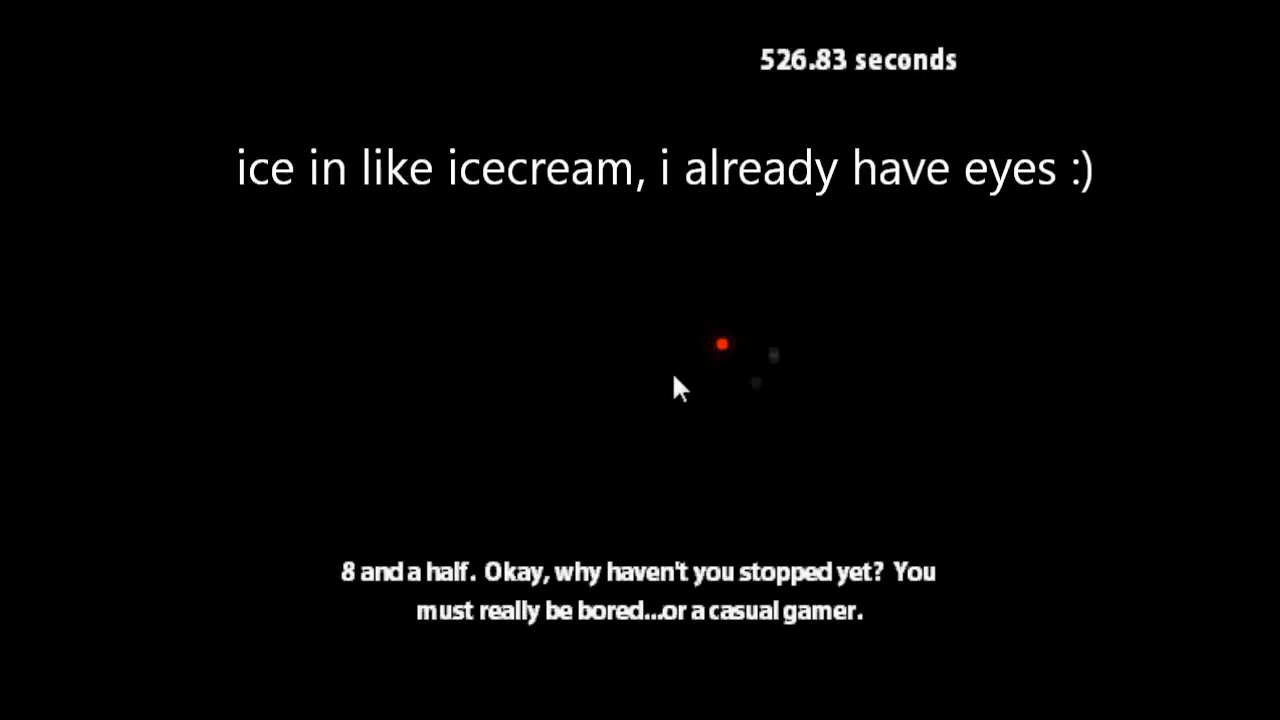 526.83 seconds
ice in like icecream, i already have eyes :)
8 and a half. Okay, why haven't you stopped yet? You
must really be bored...or a casual gamer.